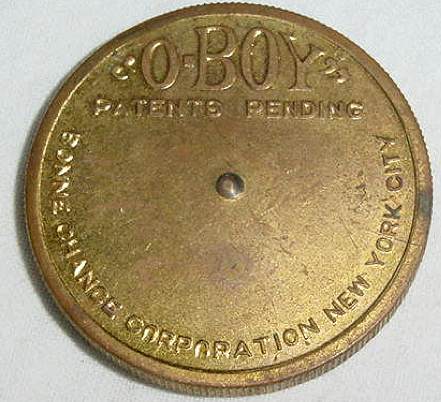 "O-BOY"
PATENTS PENDING
BONNE CHANCE CORPORATION NEW YORK CITY